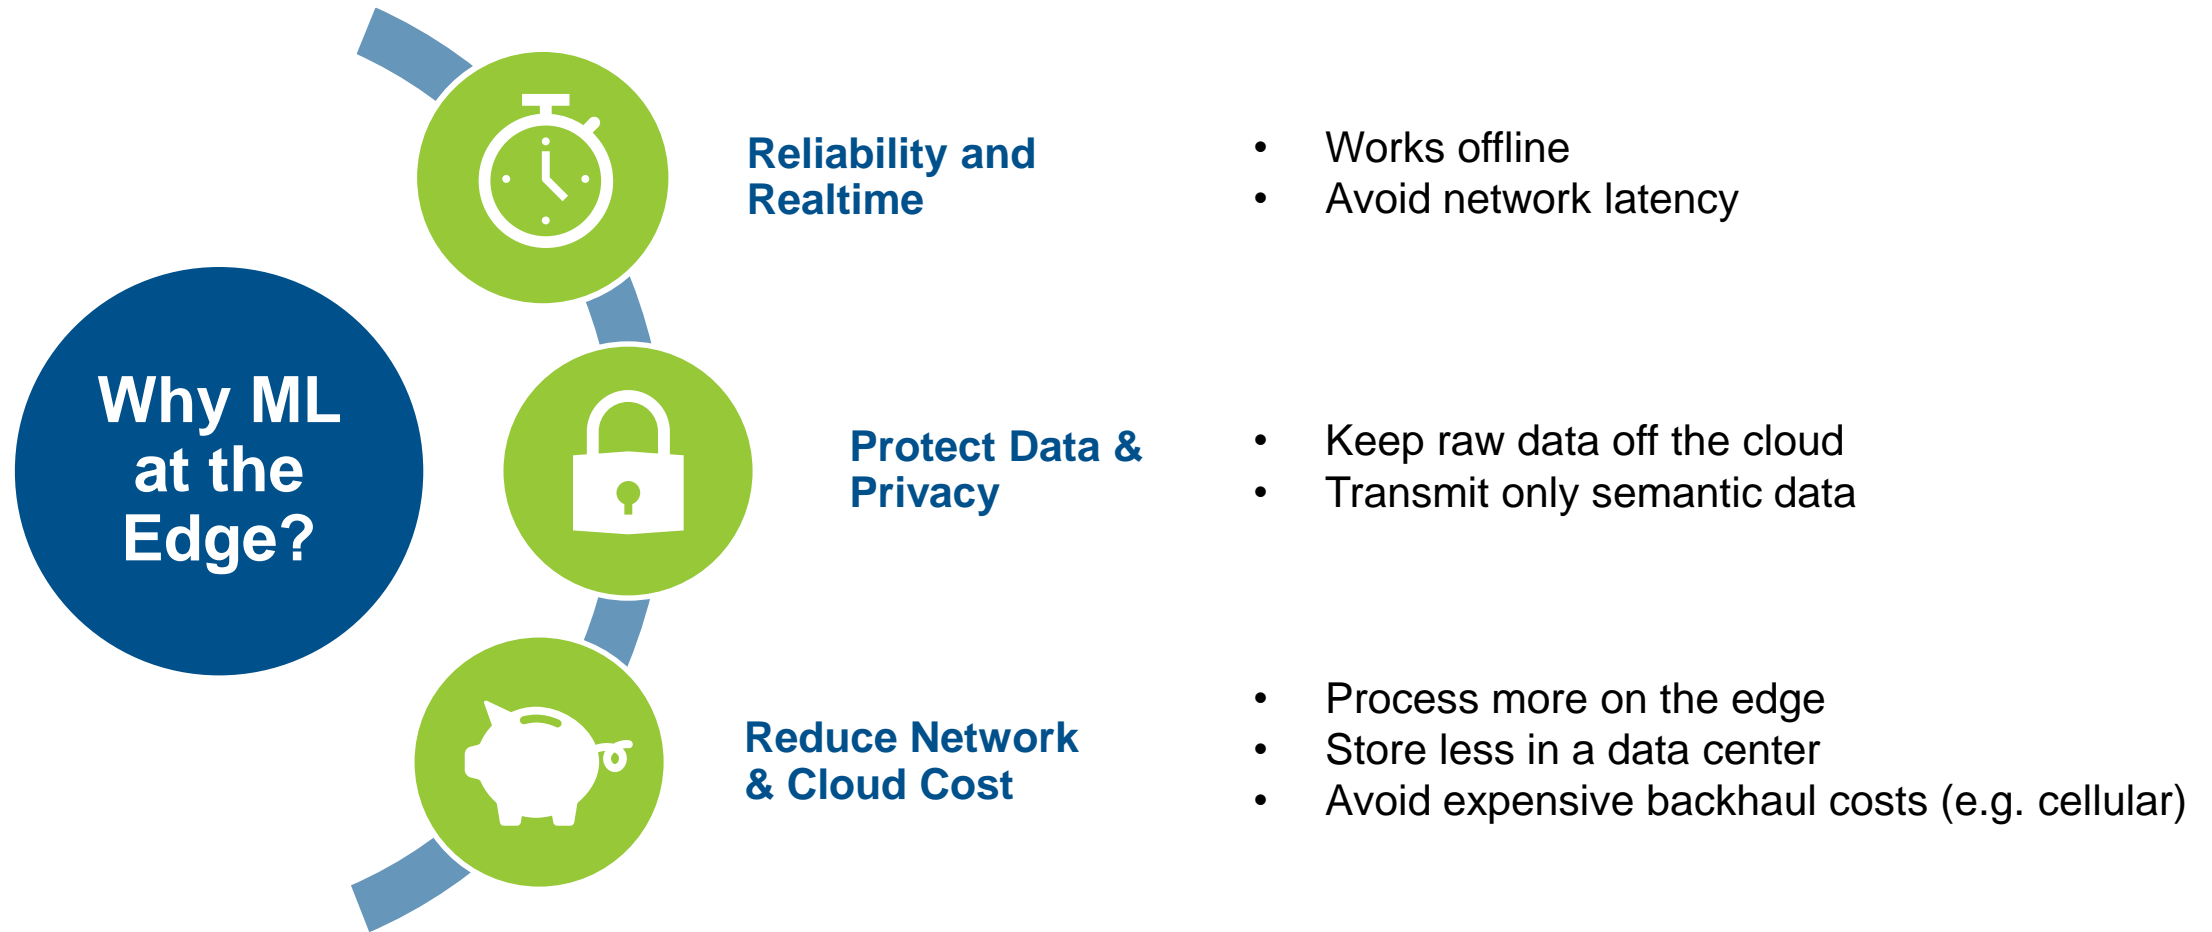 Why ML
at the
Edge?
Reliability and
Realtime
• Works offline
• Avoid network latency
Protect Data &
Privacy
• Keep raw data off the cloud
• Transmit only semantic data
Reduce Network
& Cloud Cost
• Process more on the edge
• Store less in a data center
• Avoid expensive backhaul costs (e.g. cellular)